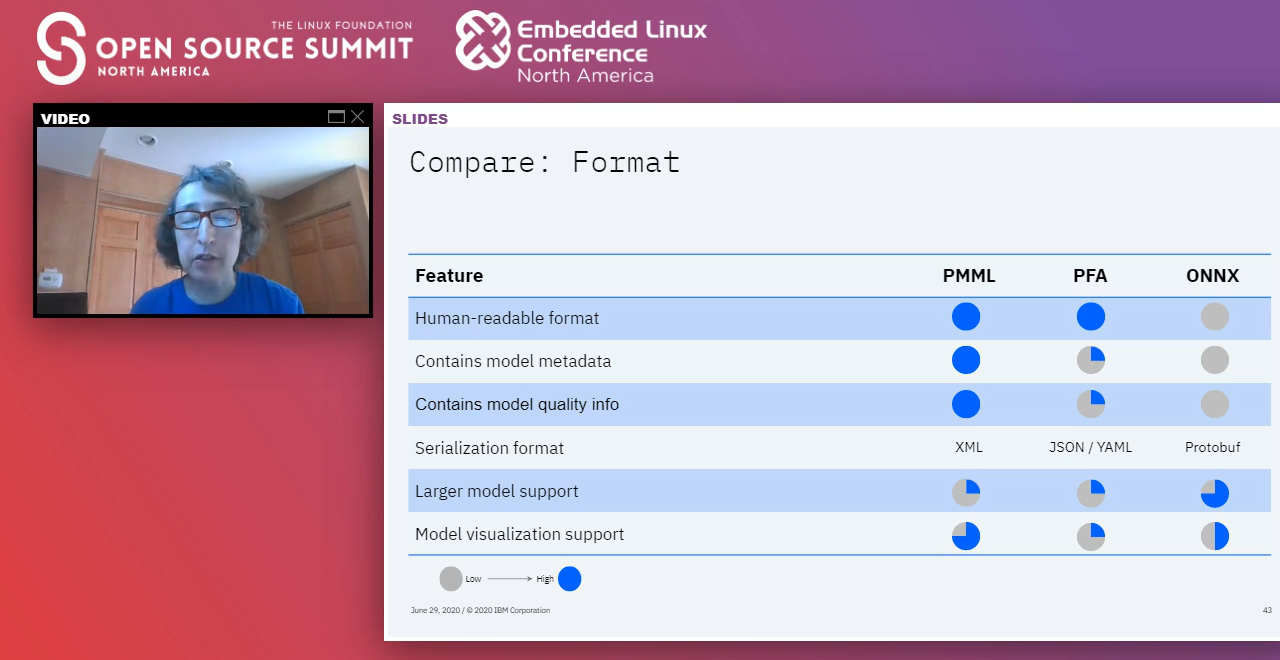 THE LINUX FOUNDATION
OPEN SOURCE SUMMIT
NORTH AMERICA
Embedded Linux
Conference
North America
VIDEO
SLIDES
Compare: Format
Feature PMML PFA ONNX
Human-readable format
Contains model metadata
Contains model quality info
Serialization format XML JSON / YAML Protobuf
Larger model support
Model visualization support
Low High
June 29, 2020 / © 2020 IBM Corporation 43